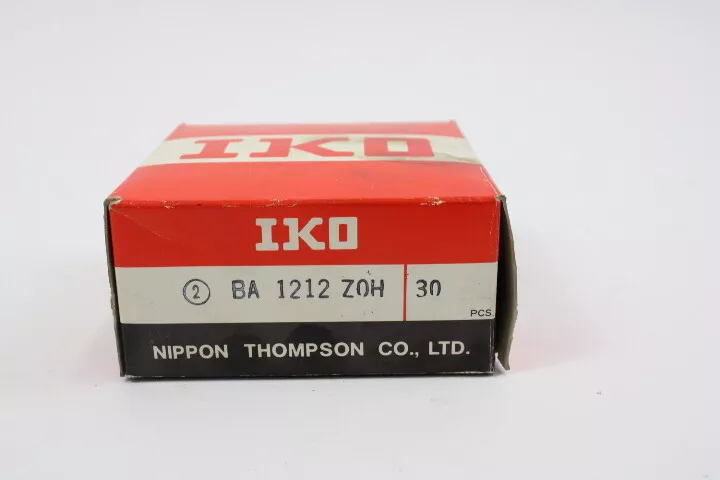 IKO
IKO
② BA 1212 ZOH 30
PCS.
NIPPON THOMPSON CO., LTD.